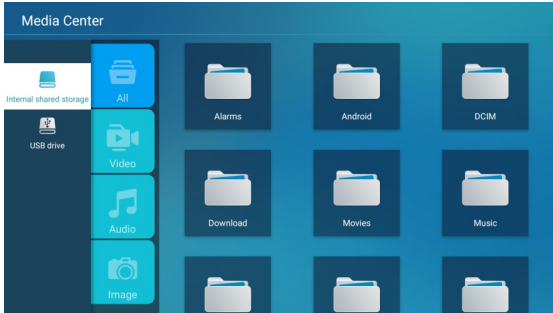 Media Center
Internal shared storage
USB drive
All
Video
Audio
Image
Alarms
Android
DCIM
Download
Movies
Music